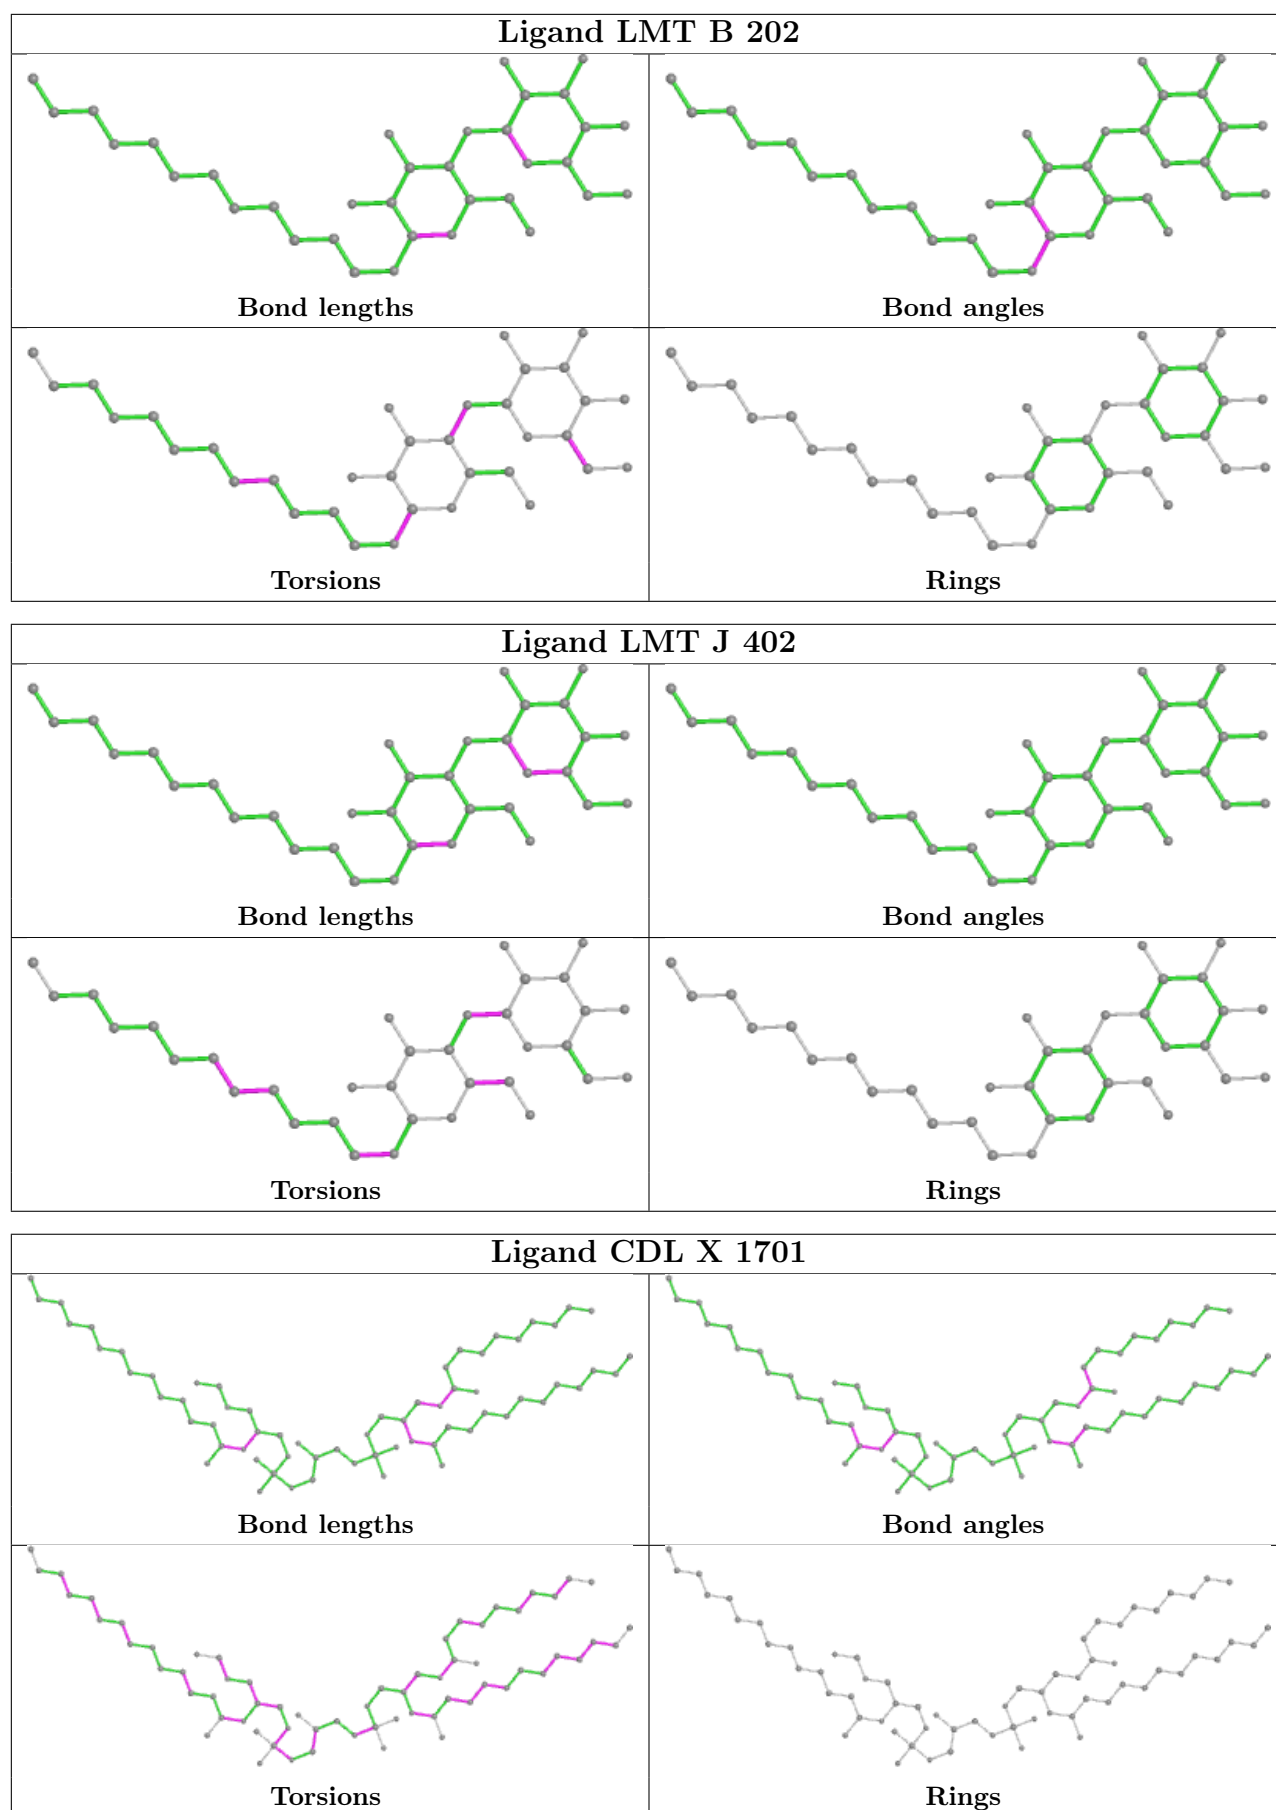 Ligand LMT B 202
Bond lengths
Bond angles
Torsions
Rings
Ligand LMT J 402
Bond lengths
Bond angles
Torsions
Rings
Ligand CDL X 1701
Bond lengths
Bond angles
Torsions
Rings